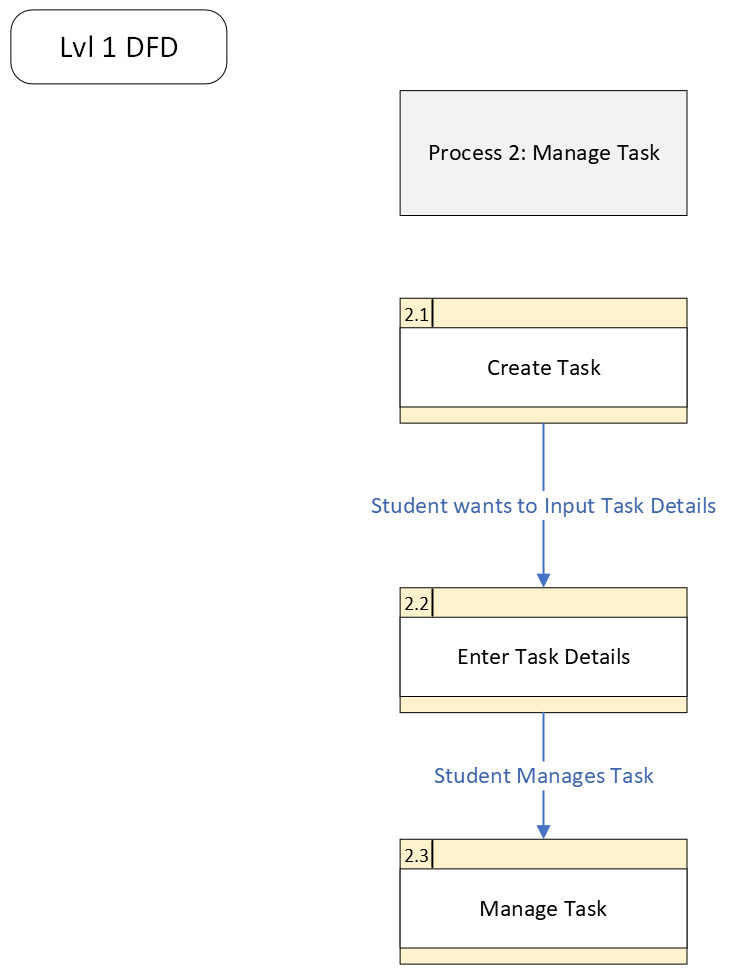 Lvl 1 DFD
Process 2: Manage Task
2.1
Create Task
Student wants to Input Task Details
2.2
Enter Task Details
Student Manages Task
2.3
Manage Task